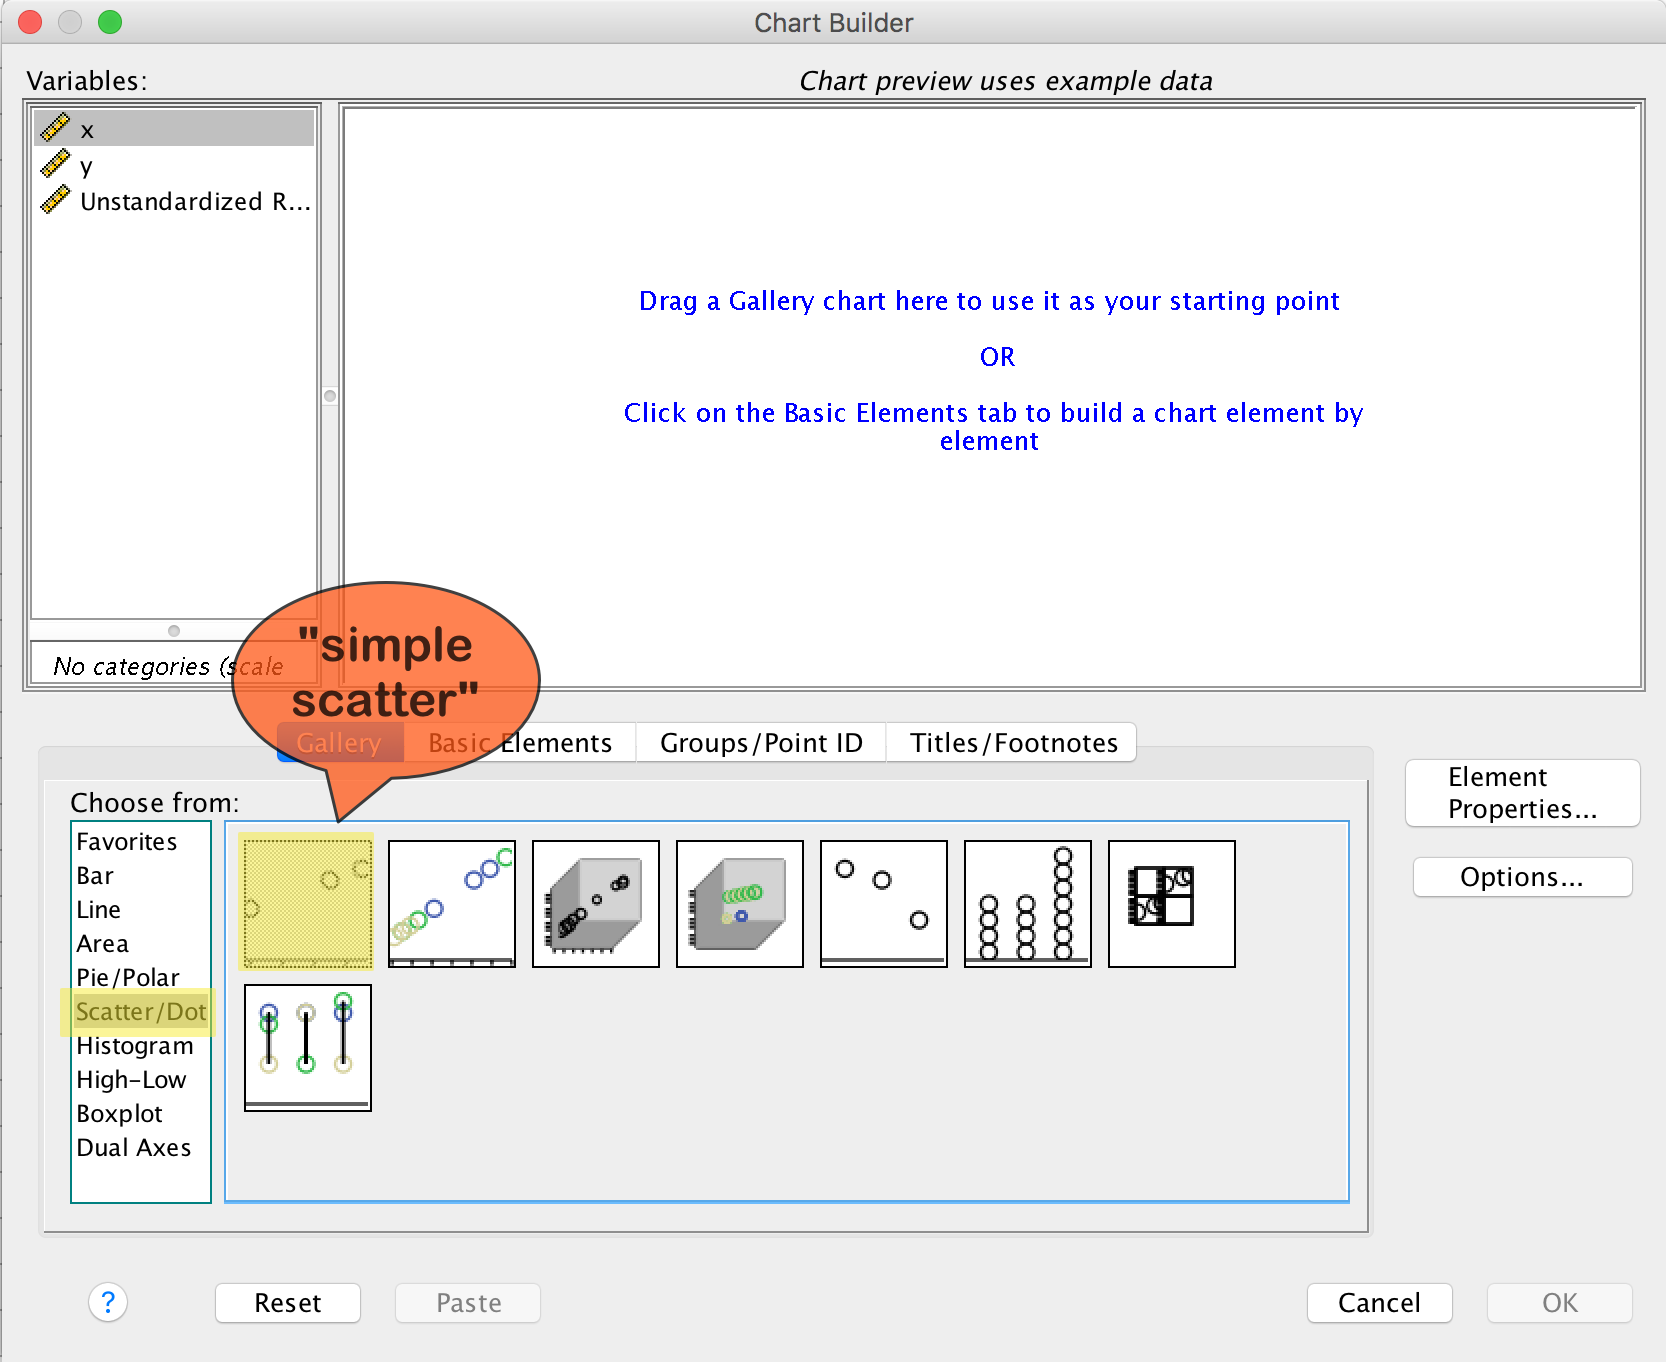 Chart Builder
Variables:
Chart preview uses example data
x
y
Unstandardized R...
Drag a Gallery chart here to use it as your starting point
OR
Click on the Basic Elements tab to build a chart element by
element
No categories (scale
"simple
scatter"
Gallery
Basic Elements
Groups/Point ID
Titles/Footnotes
Choose from:
Favorites
Bar
Line
Area
Pie/Polar
Scatter/Dot
Histogram
High-Low
Boxplot
Dual Axes
Element
Properties...
Options...
?
Reset
Paste
Cancel
OK